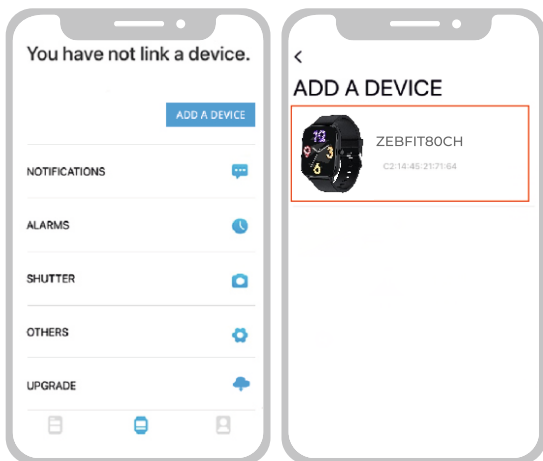 You have not link a device.
ADD A DEVICE
NOTIFICATIONS
ALARMS
SHUTTER
OTHERS
UPGRADE
ADD A DEVICE
ZEBFIT80CH
C2:14:45:21:71:64